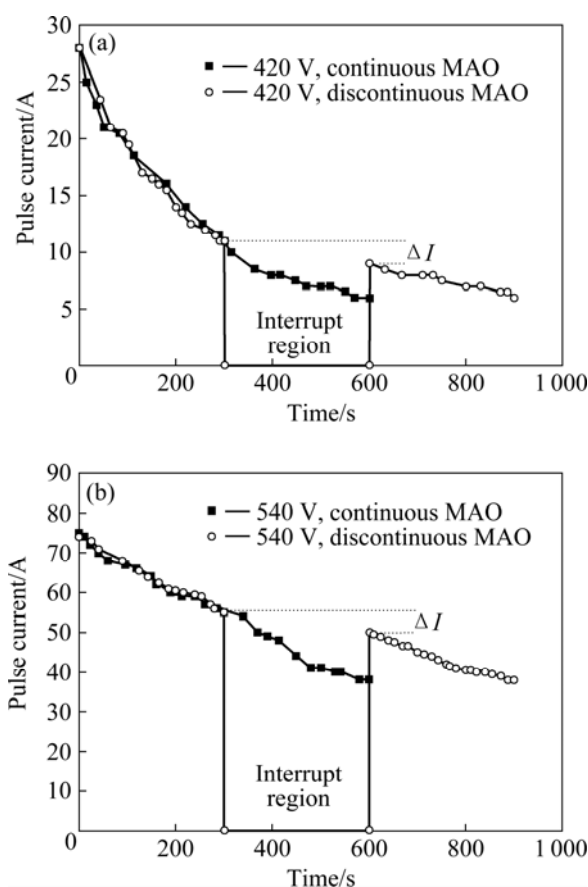 (a)
420 V, continuous MAO
420 V, discontinuous MAO
Pulse current/A
30
25
20
15
10
5
0
ΔI
Interrupt
region
200
400
600
800
1 000
Time/s
(b)
540 V, continuous MAO
540 V, discontinuous MAO
Pulse current/A
90
80
70
60
50
40
30
20
10
0
ΔI
Interrupt
region
200
400
600
800
1 000
Time/s